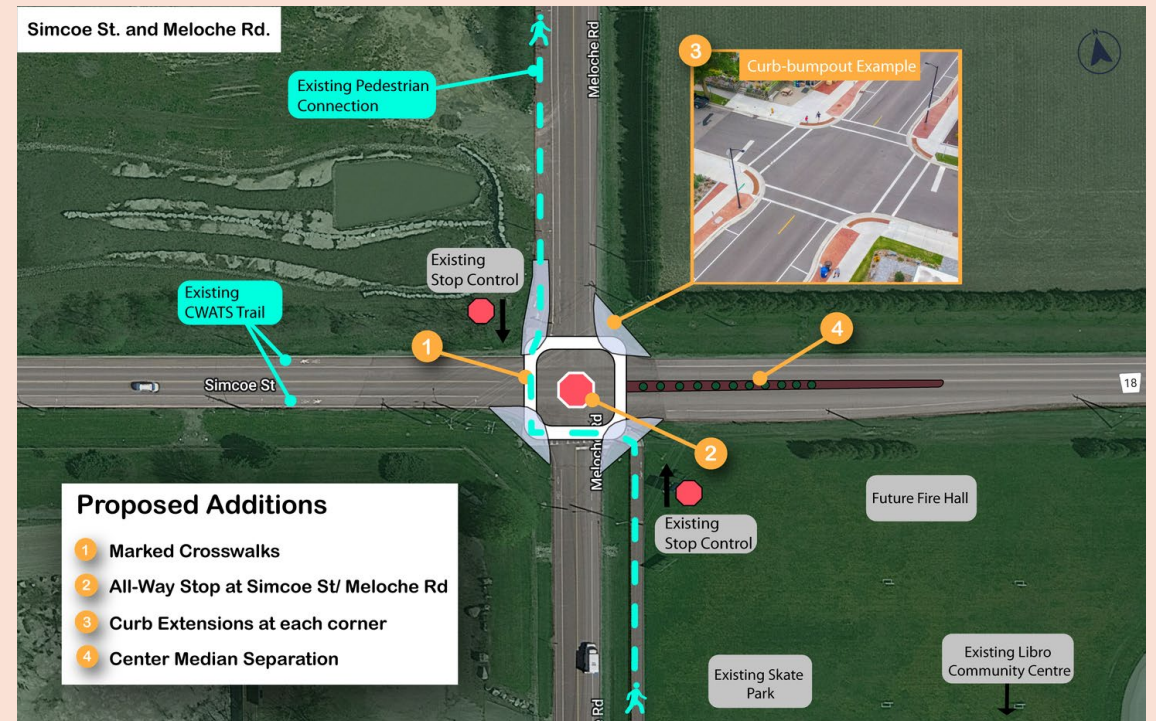 Simcoe St. and Meloche Rd.
Meloche Rd
N
3
Curb-bumpout Example
Existing Pedestrian
Connection
Existing
Stop Control
Existing
CWATS Trail
1
4
Simcoe St
18
Meloche Rd
2
Existing
Stop Control
Future Fire Hall
Proposed Additions
1 Marked Crosswalks
2 All-Way Stop at Simcoe St/ Meloche Rd
3 Curb Extensions at each corner
4 Center Median Separation
Existing Skate
Park
Existing Libro
Community Centre
Rd